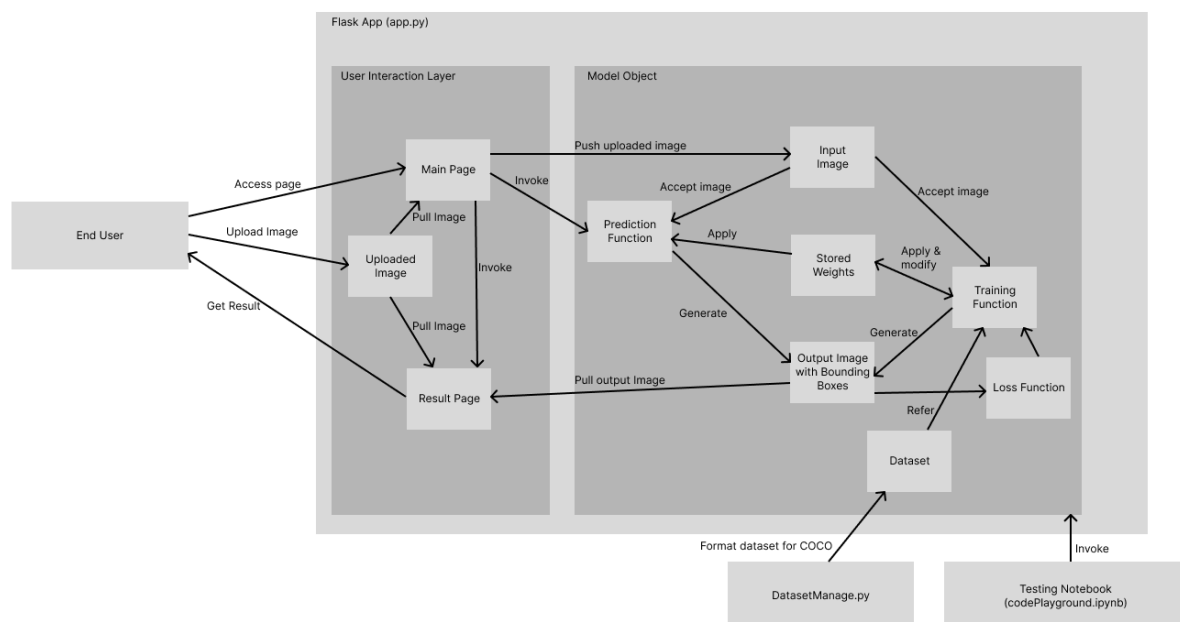 Flask App (app.py)
User Interaction Layer
Model Object
Main Page
Push uploaded image
Input
Image
Access page
Invoke
Accept image
Accept image
End User
Upload Image
Pull Image
Prediction
Function
Apply
Uploaded
Image
Invoke
Stored
Weights
Apply &
modify
Training
Function
Get Result
Pull Image
Generate
Generate
Output Image
with Bounding
Boxes
Loss Function
Pull output Image
Result Page
Refer
Dataset
Format dataset for COCO
Invoke
DatasetManage.py
Testing Notebook
(codePlayground.ipynb)